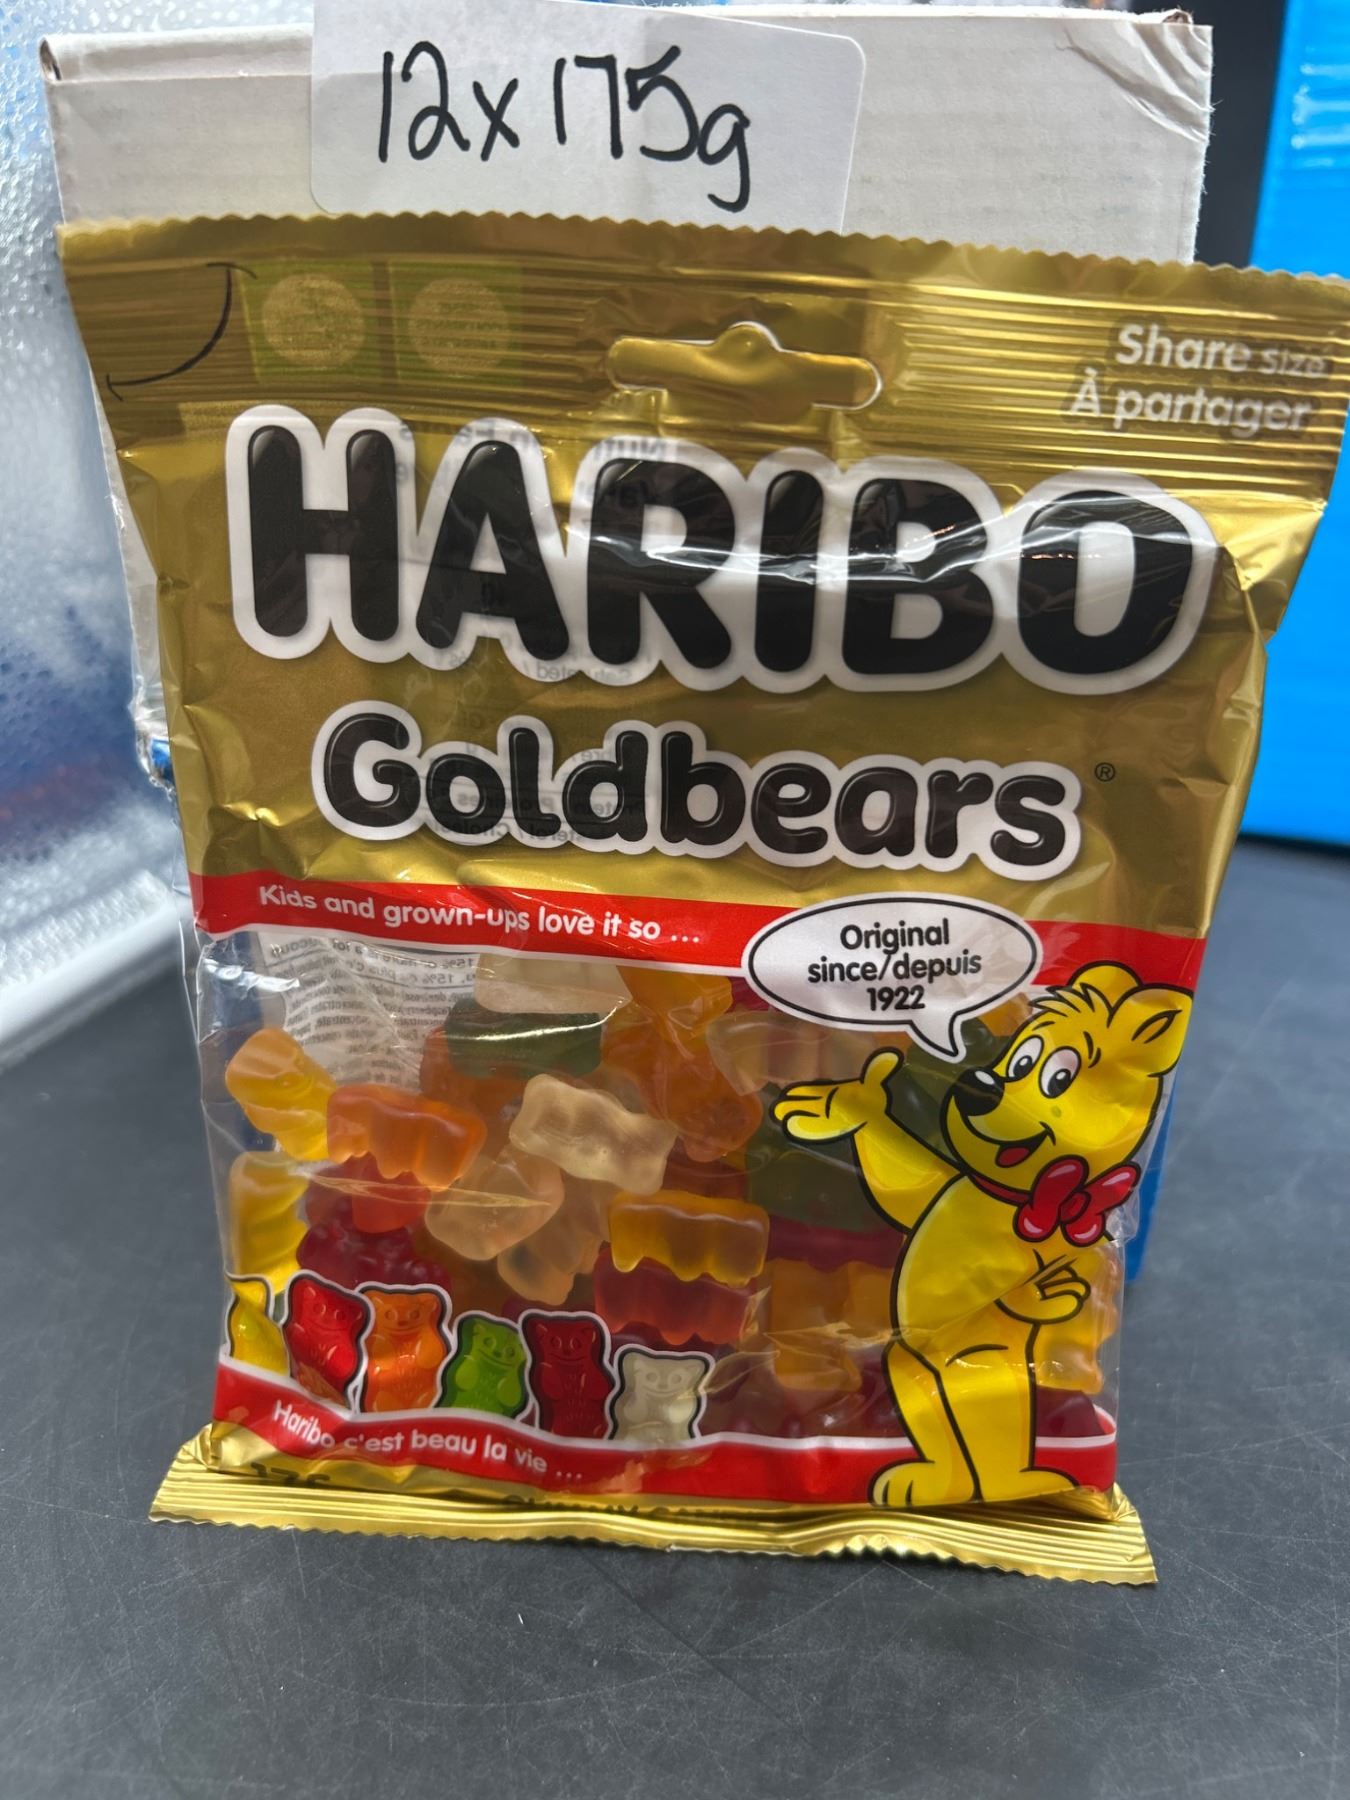 12x175g
Share size
À partager
HARIBO
Goldbears®
Kids and grown-ups love it so ...
Original
since/depuis
1922
Haribo c'est beau la vie ...